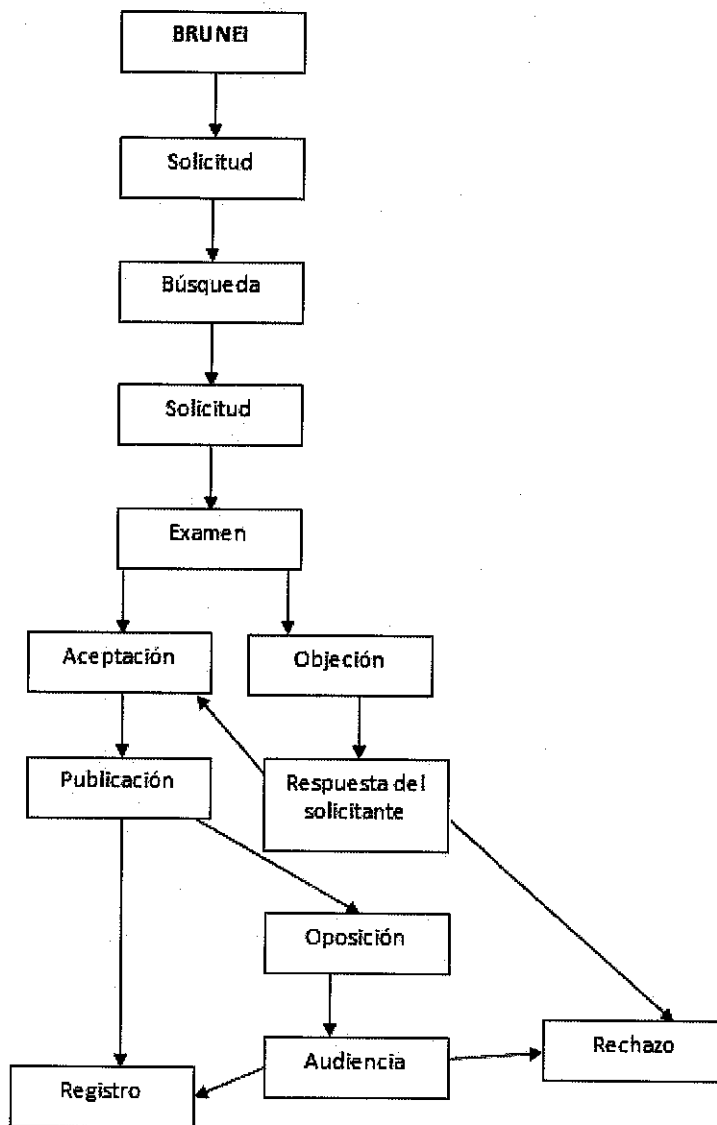 BRUNEI
Solicitud
Búsqueda
Solicitud
Examen
Aceptación
Objeción
Publicación
Respuesta del
solicitante
Oposición
Audiencia
Rechazo
Registro